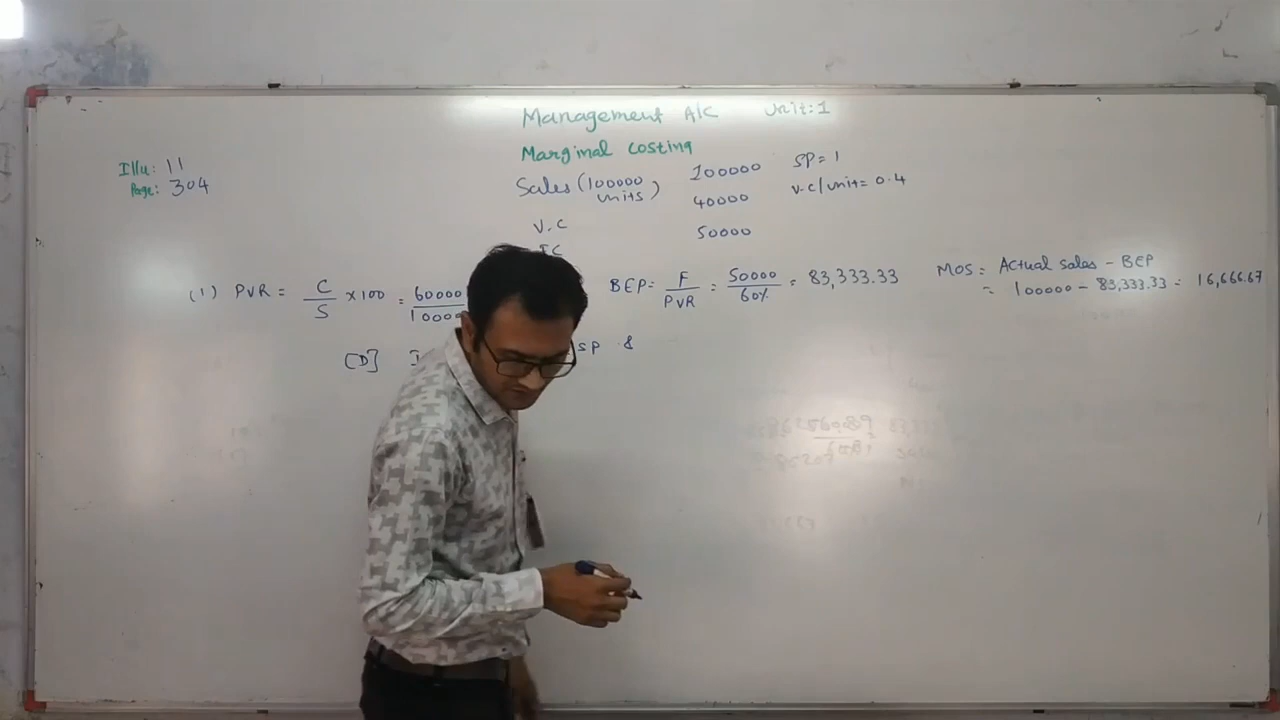 Management A/C Unit:1
Marginal costing
Illu: 11
Page: 304
Sales (100000 units) 100000 SP = 1
V.C 40000 v.c/unit = 0.4
FC 50000
(1) PVR = C/S ×100 = 60000/10000
BEP = F/PVR = 50000/60% = 83,333.33
MOS = Actual Sales - BEP
= 100000 - 83,333.33 = 16,666.67
[D] I SP &